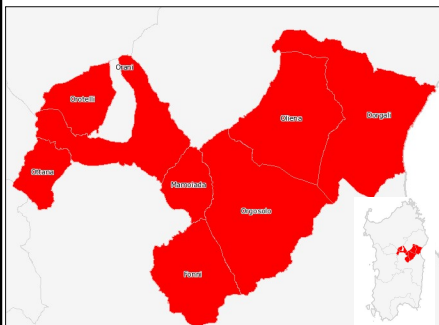 Orani
Orotelli
Oliena
Dorgali
Ottana
Mamoiada
Orgosolo
Fonni